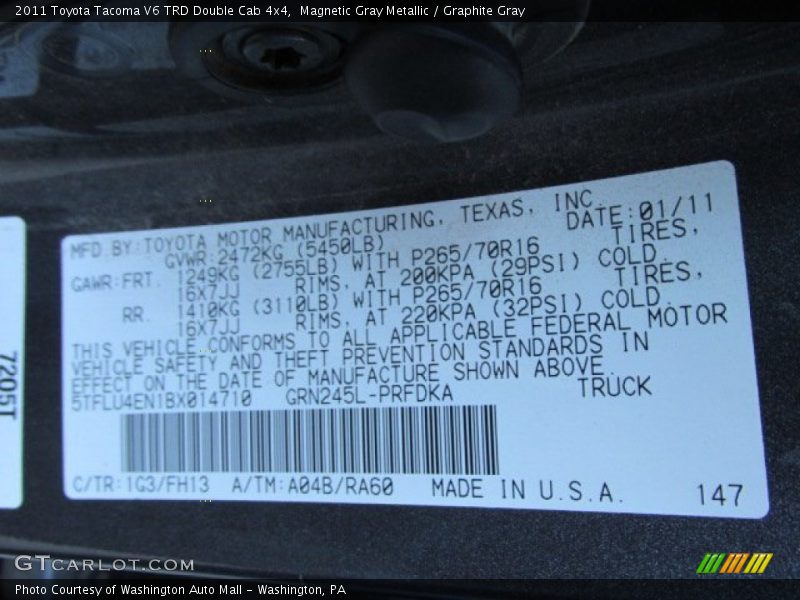 2011 Toyota Tacoma V6 TRD Double Cab 4x4, Magnetic Gray Metallic / Graphite Gray
MFD.BY:TOYOTA MOTOR MANUFACTURING, TEXAS, INC.
GVWR:2472KG (5450LB) DATE:01/11
GAWR:FRT. 1249KG (2755LB) WITH P265/70R16 TIRES,
16X7JJ RIMS, AT 200KPA (29PSI) COLD.
RR. 1410KG (3110LB) WITH P265/70R16 TIRES,
16X7JJ RIMS, AT 220KPA (32PSI) COLD.
THIS VEHICLE CONFORMS TO ALL APPLICABLE FEDERAL MOTOR
VEHICLE SAFETY AND THEFT PREVENTION STANDARDS IN
EFFECT ON THE DATE OF MANUFACTURE SHOWN ABOVE.
5TFLU4EN1BX014710 GRN245L-PRFDKA TRUCK
C/TR:1G3/FH13 A/TM:A04B/RA60 MADE IN U.S.A. 147
7205T
GTCARLOT.COM
Photo Courtesy of Washington Auto Mall - Washington, PA